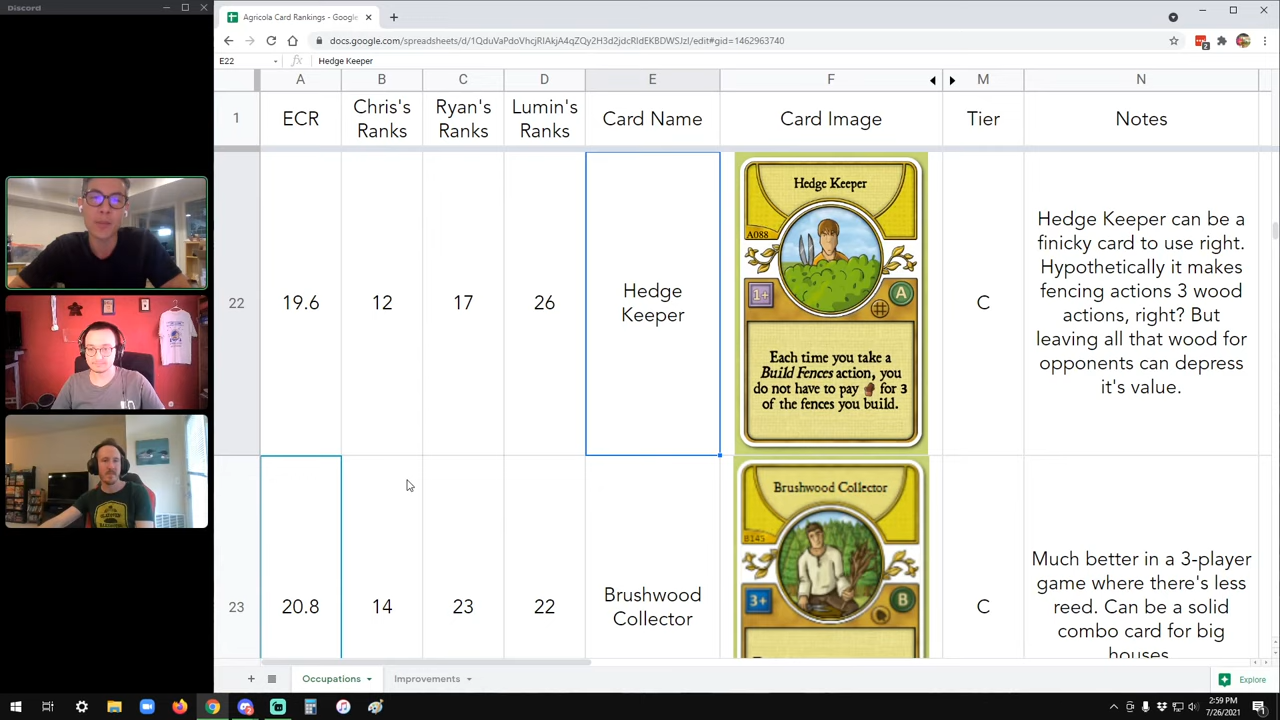 Discord
Agricola Card Rankings - Google
docs.google.com/spreadsheets/d/
E22
Hedge Keeper
A B C D E F M N
1
ECR
Chris's
Ranks
Ryan's
Ranks
Lumin's
Ranks
Card Name
Card Image
Tier
Notes
22
19.6
12
17
26
Hedge
Keeper
Hedge Keeper
A088
1+
A
Each time you take a
Build Fences action, you
do not have to pay for 3
of the fences you build.
C
Hedge Keeper can be a
finicky card to use right.
Hypothetically it makes
fencing actions 3 wood
actions, right? But
leaving all that wood for
opponents can depress
it's value.
23
20.8
14
23
22
Brushwood
Collector
Brushwood Collector
B145
3+
B
C
Much better in a 3-player
game where there's less
reed. Can be a solid
combo card for big
houses
Occupations
Improvements
Explore
2:59 PM
7/26/2021